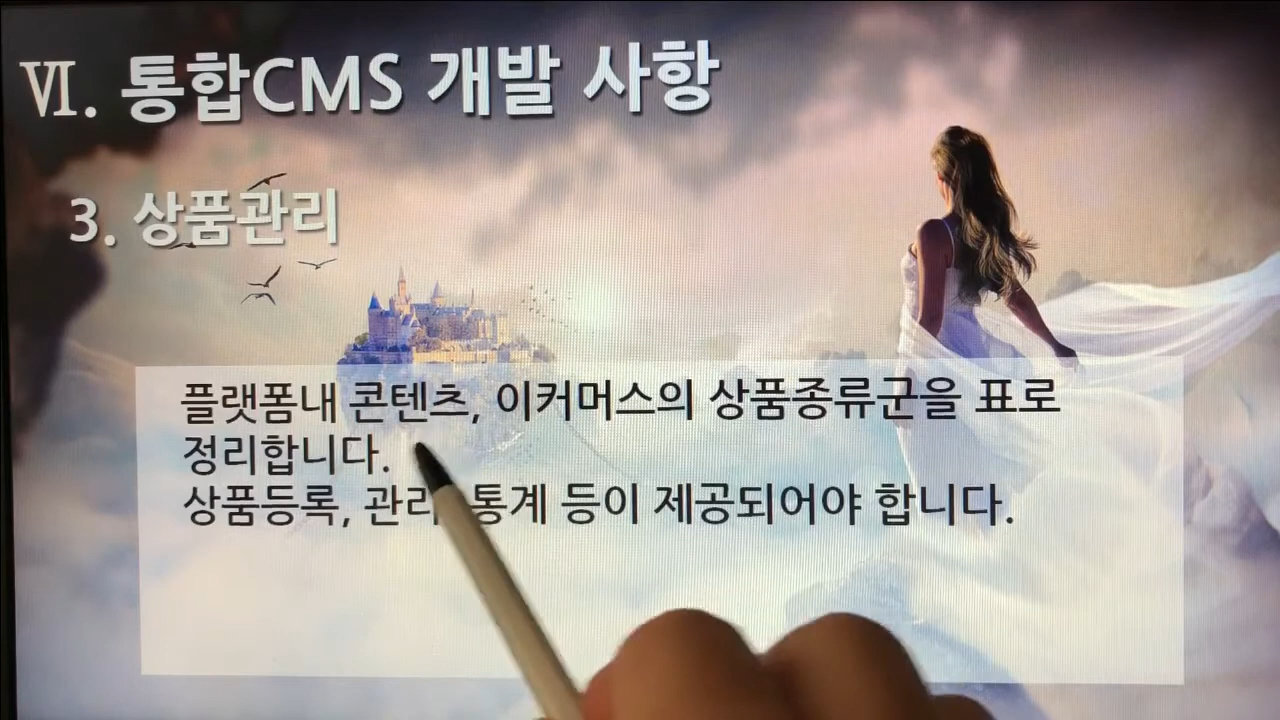 Ⅵ. 통합CMS 개발 사항
3. 상품관리
플랫폼내 콘텐츠, 이커머스의 상품종류군을 표로
정리합니다.
상품등록, 관리 통계 등이 제공되어야 합니다.